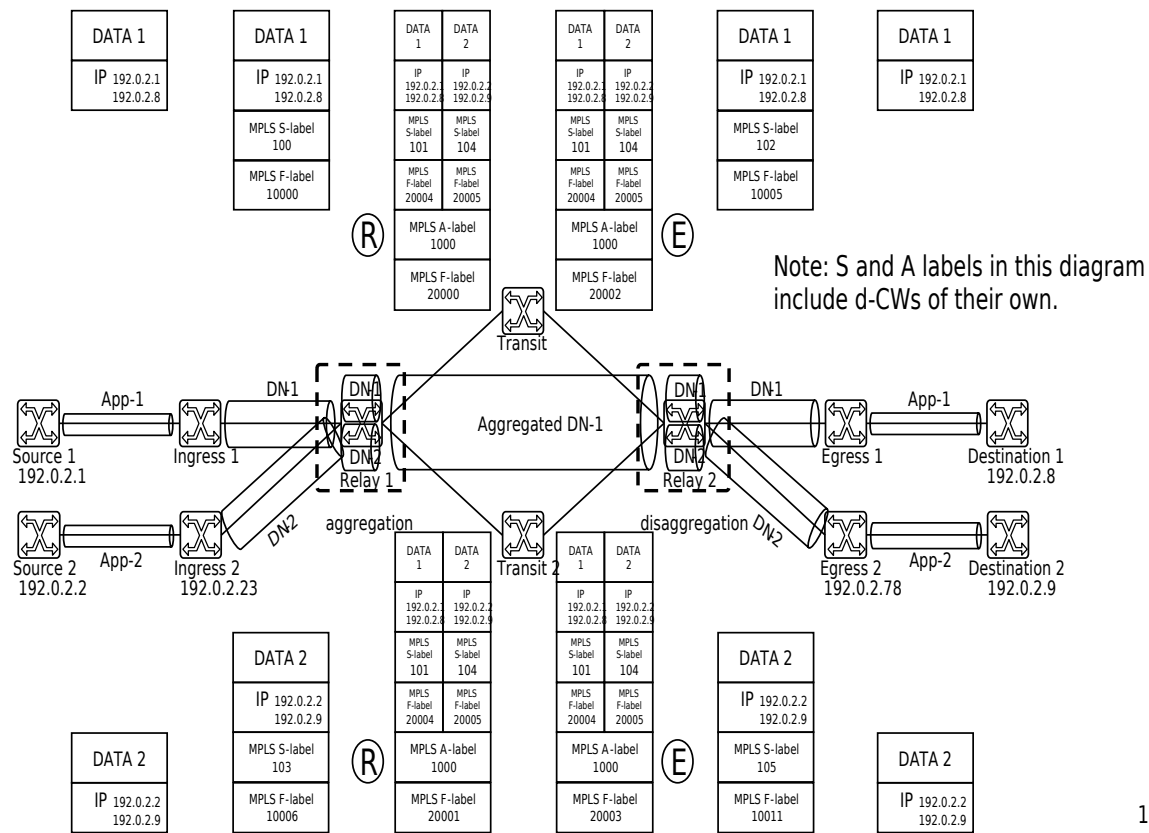 DATA 1
IP 192.0.2.1
192.0.2.8
DATA 1
IP 192.0.2.1
192.0.2.8
MPLS S-label
100
MPLS F-label
10000
DATA
1
DATA
2
IP
192.0.2.1
192.0.2.8
IP
192.0.2.2
192.0.2.9
MPLS
S-label
101
MPLS
S-label
104
MPLS
F-label
20004
MPLS
F-label
20005
MPLS A-label
1000
MPLS F-label
20000
R
DATA
1
DATA
2
IP
192.0.2.1
192.0.2.8
IP
192.0.2.2
192.0.2.9
MPLS
S-label
101
MPLS
S-label
104
MPLS
F-label
20004
MPLS
F-label
20005
MPLS A-label
1000
MPLS F-label
20002
E
DATA 1
IP 192.0.2.1
192.0.2.8
MPLS S-label
102
MPLS F-label
10005
DATA 1
IP 192.0.2.1
192.0.2.8
Note: S and A labels in this diagram
include d-CWs of their own.
Transit
Source 1
192.0.2.1
App-1
Ingress 1
DN-1
DN-1
DN-2
Relay 1
Aggregated DN-1
DN-1
DN-2
Relay 2
DN-1
Egress 1
App-1
Destination 1
192.0.2.8
Source 2
192.0.2.2
App-2
Ingress 2
192.0.2.23
DN-2
aggregation
Transit 2
disaggregation
DN-2
Egress 2
192.0.2.78
App-2
Destination 2
192.0.2.9
DATA 2
IP 192.0.2.2
192.0.2.9
DATA 2
IP 192.0.2.2
192.0.2.9
MPLS S-label
103
MPLS F-label
10006
R
DATA
1
DATA
2
IP
192.0.2.1
192.0.2.8
IP
192.0.2.2
192.0.2.9
MPLS
S-label
101
MPLS
S-label
104
MPLS
F-label
20004
MPLS
F-label
20005
MPLS A-label
1000
MPLS F-label
20001
DATA
1
DATA
2
IP
192.0.2.1
192.0.2.8
IP
192.0.2.2
192.0.2.9
MPLS
S-label
101
MPLS
S-label
104
MPLS
F-label
20004
MPLS
F-label
20005
MPLS A-label
1000
MPLS F-label
20003
E
DATA 2
IP 192.0.2.2
192.0.2.9
MPLS S-label
105
MPLS F-label
10011
DATA 2
IP 192.0.2.2
192.0.2.9
1